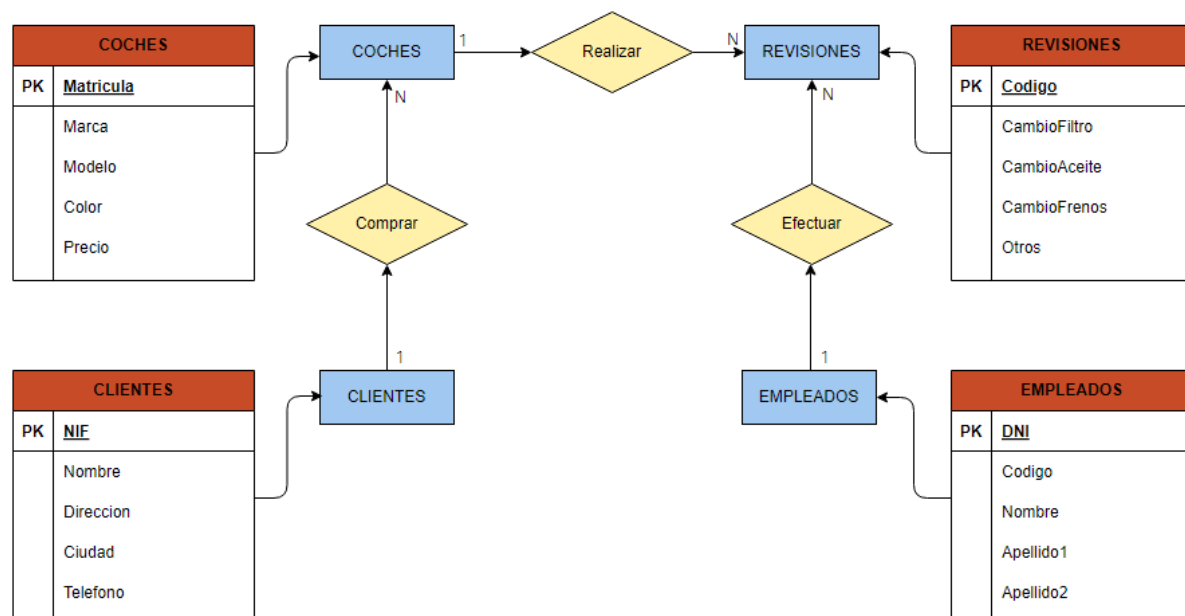 COCHES
PK Matricula
Marca
Modelo
Color
Precio
COCHES
1
Realizar
N
REVISIONES
REVISIONES
PK Codigo
CambioFiltro
CambioAceite
CambioFrenos
Otros
N
Comprar
1
N
Efectuar
1
CLIENTES
PK NIF
Nombre
Direccion
Ciudad
Telefono
CLIENTES
EMPLEADOS
EMPLEADOS
PK DNI
Codigo
Nombre
Apellido1
Apellido2